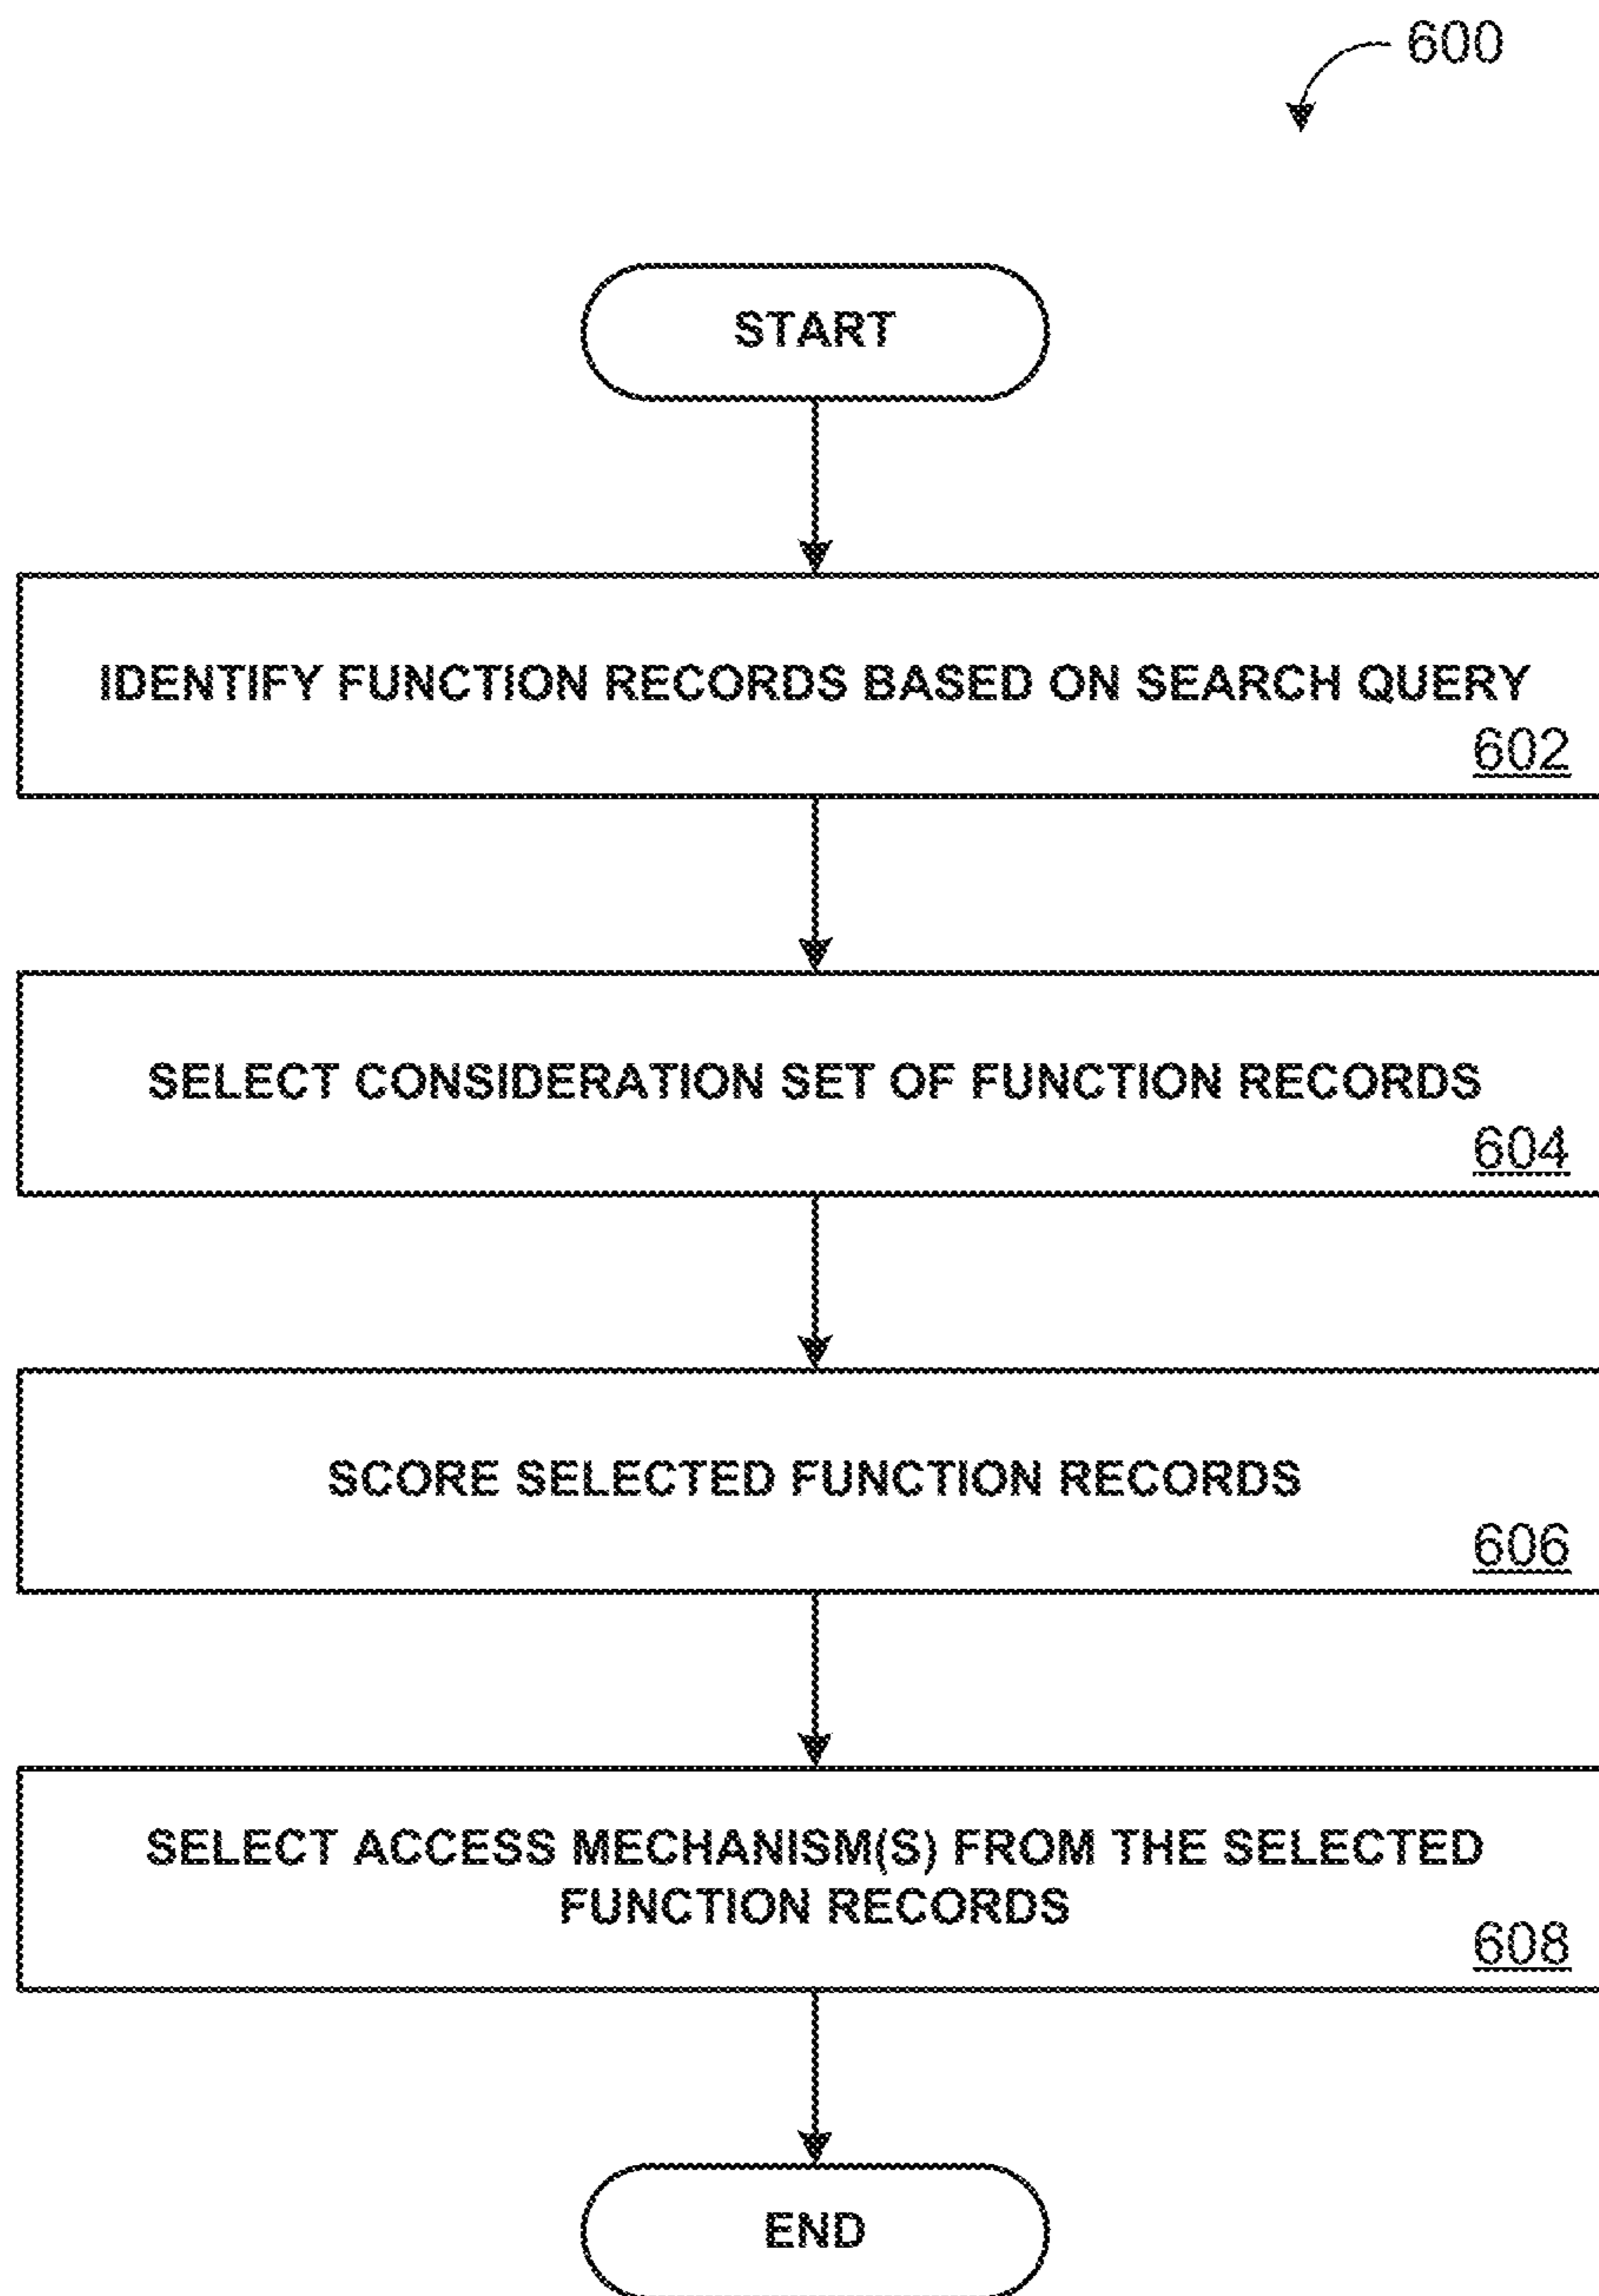 600
START
IDENTIFY FUNCTION RECORDS BASED ON SEARCH QUERY
602
SELECT CONSIDERATION SET OF FUNCTION RECORDS
604
SCORE SELECTED FUNCTION RECORDS
606
SELECT ACCESS MECHANISM(S) FROM THE SELECTED
FUNCTION RECORDS
608
END